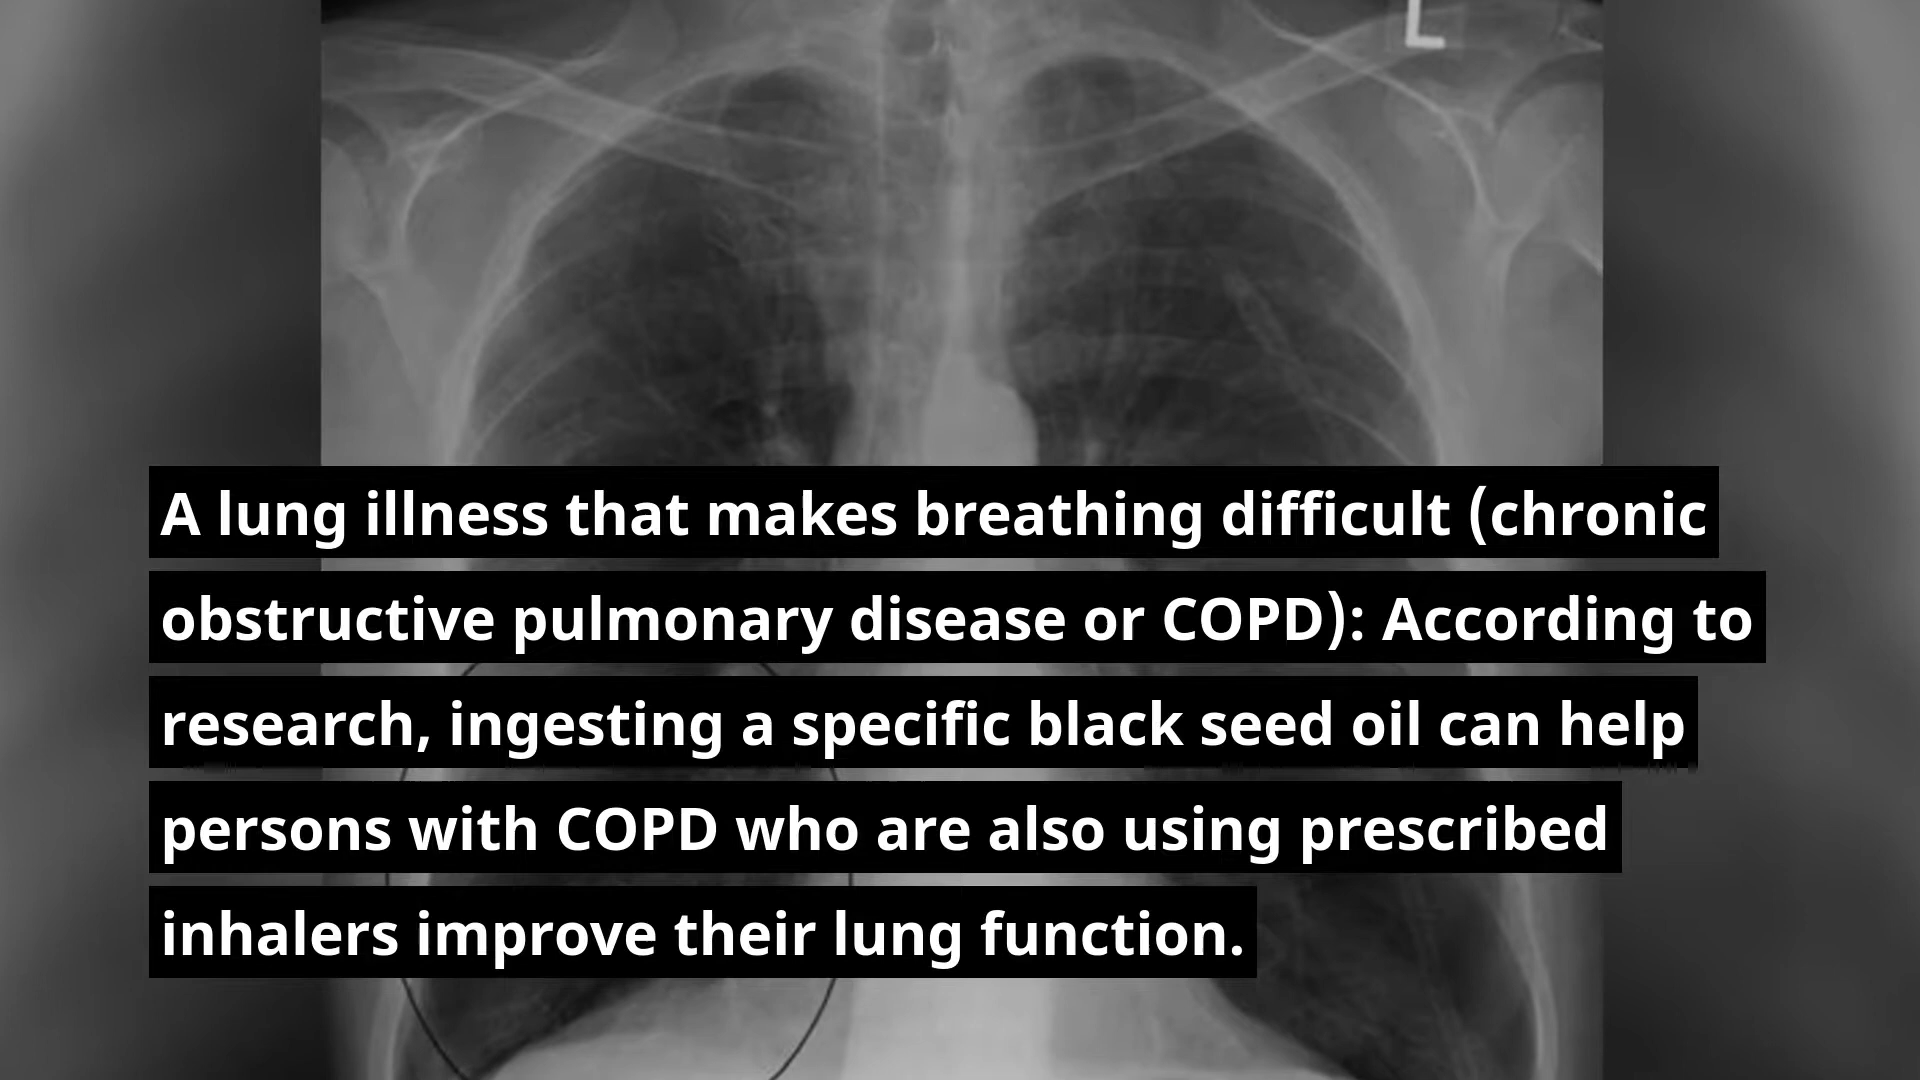 L
A lung illness that makes breathing difficult (chronic
obstructive pulmonary disease or COPD): According to
research, ingesting a specific black seed oil can help
persons with COPD who are also using prescribed
inhalers improve their lung function.